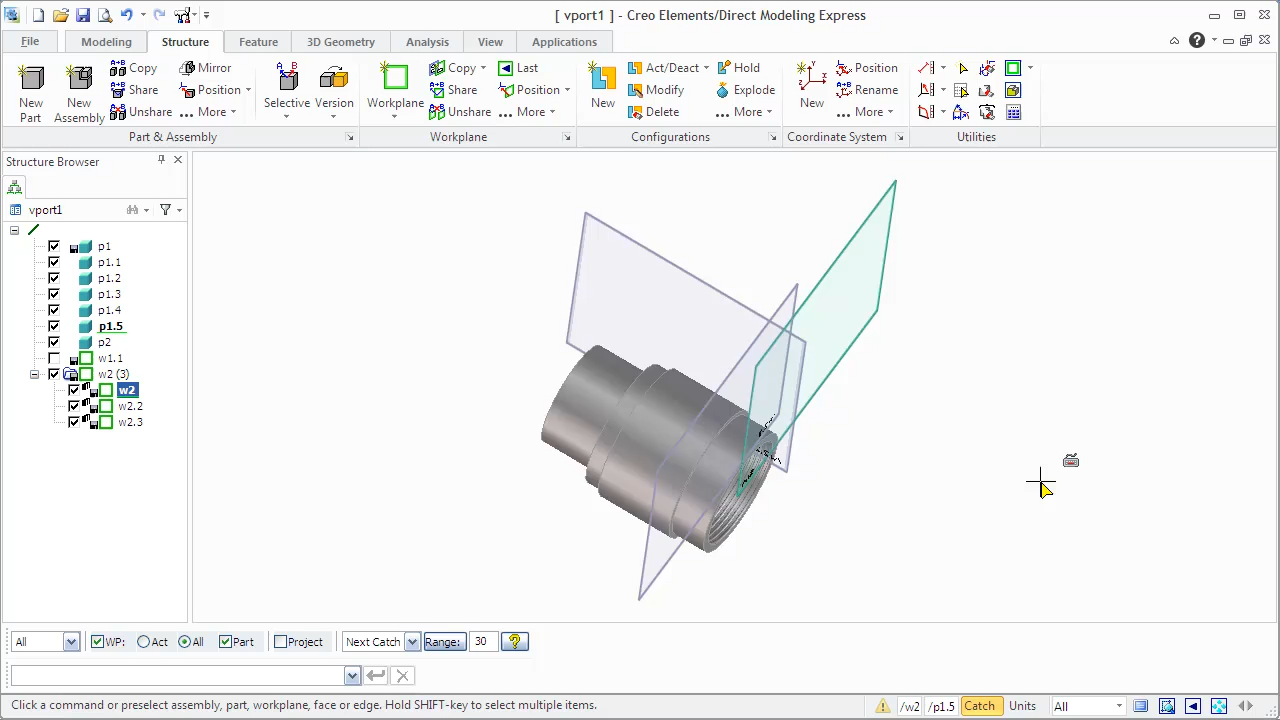 [ vport1 ] - Creo Elements/Direct Modeling Express
File Modeling Structure Feature 3D Geometry Analysis View Applications
New Part
New Assembly
Copy
Share
Unshare
Mirror
Position
... More
Selective
Version
Part & Assembly
Workplane
Copy
Share
Unshare
Last
Position
... More
Workplane
New
Act/Deact
Modify
Delete
Hold
Explode
... More
Configurations
New
Position
Rename
... More
Coordinate System
Utilities
Structure Browser
vport1
p1
p1.1
p1.2
p1.3
p1.4
p1.5
p2
w1.1
w2 (3)
w2
w2.2
w2.3
All WP: Act All Part Project Next Catch Range: 30
Click a command or preselect assembly, part, workplane, face or edge. Hold SHIFT-key to select multiple items.
/w2 /p1.5 Catch Units All